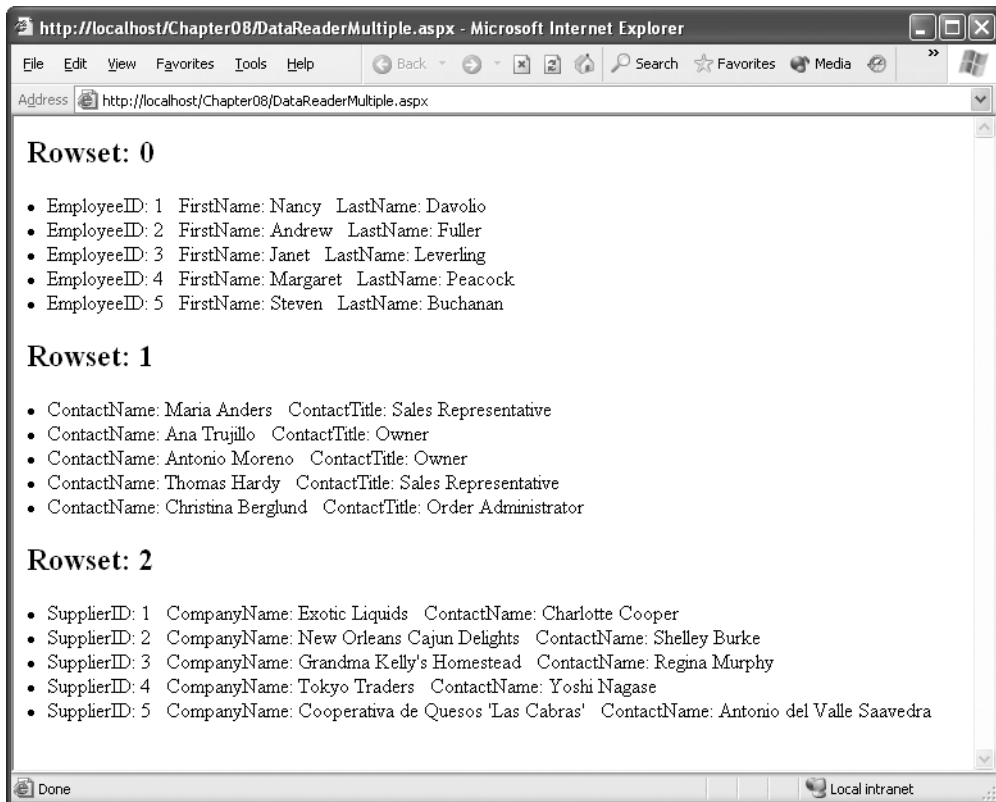 http://localhost/Chapter08/DataReaderMultiple.aspx - Microsoft Internet Explorer
File Edit View Favorites Tools Help Back Search Favorites Media »
Address http://localhost/Chapter08/DataReaderMultiple.aspx
Rowset: 0
• EmployeeID: 1 FirstName: Nancy LastName: Davolio
• EmployeeID: 2 FirstName: Andrew LastName: Fuller
• EmployeeID: 3 FirstName: Janet LastName: Leverling
• EmployeeID: 4 FirstName: Margaret LastName: Peacock
• EmployeeID: 5 FirstName: Steven LastName: Buchanan
Rowset: 1
• ContactName: Maria Anders ContactTitle: Sales Representative
• ContactName: Ana Trujillo ContactTitle: Owner
• ContactName: Antonio Moreno ContactTitle: Owner
• ContactName: Thomas Hardy ContactTitle: Sales Representative
• ContactName: Christina Berglund ContactTitle: Order Administrator
Rowset: 2
• SupplierID: 1 CompanyName: Exotic Liquids ContactName: Charlotte Cooper
• SupplierID: 2 CompanyName: New Orleans Cajun Delights ContactName: Shelley Burke
• SupplierID: 3 CompanyName: Grandma Kelly's Homestead ContactName: Regina Murphy
• SupplierID: 4 CompanyName: Tokyo Traders ContactName: Yoshi Nagase
• SupplierID: 5 CompanyName: Cooperativa de Quesos 'Las Cabras' ContactName: Antonio del Valle Saavedra
Done Local intranet